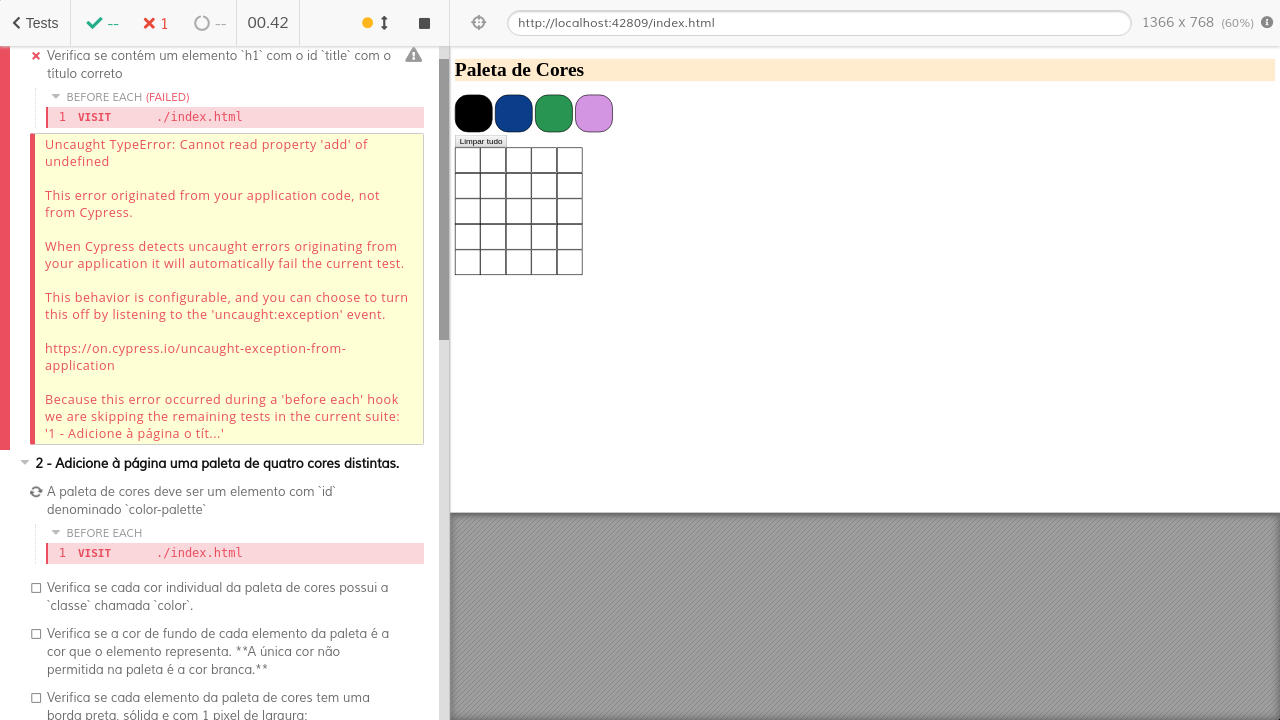 Tests
--
1
--
00.42
http://localhost:42809/index.html
1366 x 768 (60%)
Verifica se contém um elemento `h1` com o id `title` com o
título correto
BEFORE EACH (FAILED)
1 VISIT ./index.html
Uncaught TypeError: Cannot read property 'add' of
undefined
This error originated from your application code, not
from Cypress.
When Cypress detects uncaught errors originating from
your application it will automatically fail the current test.
This behavior is configurable, and you can choose to turn
this off by listening to the 'uncaught:exception' event.
https://on.cypress.io/uncaught-exception-from-
application
Because this error occurred during a 'before each' hook
we are skipping the remaining tests in the current suite:
'1 - Adicione à página o tít...'
2 - Adicione à página uma paleta de quatro cores distintas.
A paleta de cores deve ser um elemento com `id`
denominado `color-palette`
BEFORE EACH
1 VISIT ./index.html
Verifica se cada cor individual da paleta de cores possui a
`classe` chamada `color`.
Verifica se a cor de fundo de cada elemento da paleta é a
cor que o elemento representa. **A única cor não
permitida na paleta é a cor branca.**
Verifica se cada elemento da paleta de cores tem uma
borda preta, sólida e com 1 pixel de largura;
Paleta de Cores
Limpar tudo